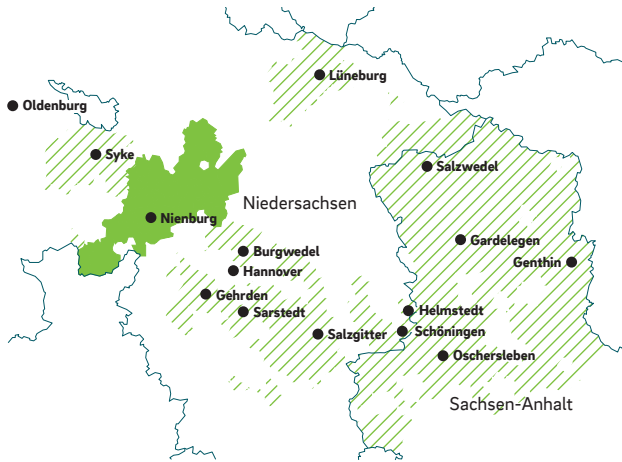 Lüneburg
Oldenburg
Syke
Salzwedel
Niedersachsen
Nienburg
Gardelegen
Burgwedel
Genthin
Hannover
Gehrden
Sarstedt
Helmstedt
Salzgitter
Schöningen
Oschersleben
Sachsen-Anhalt